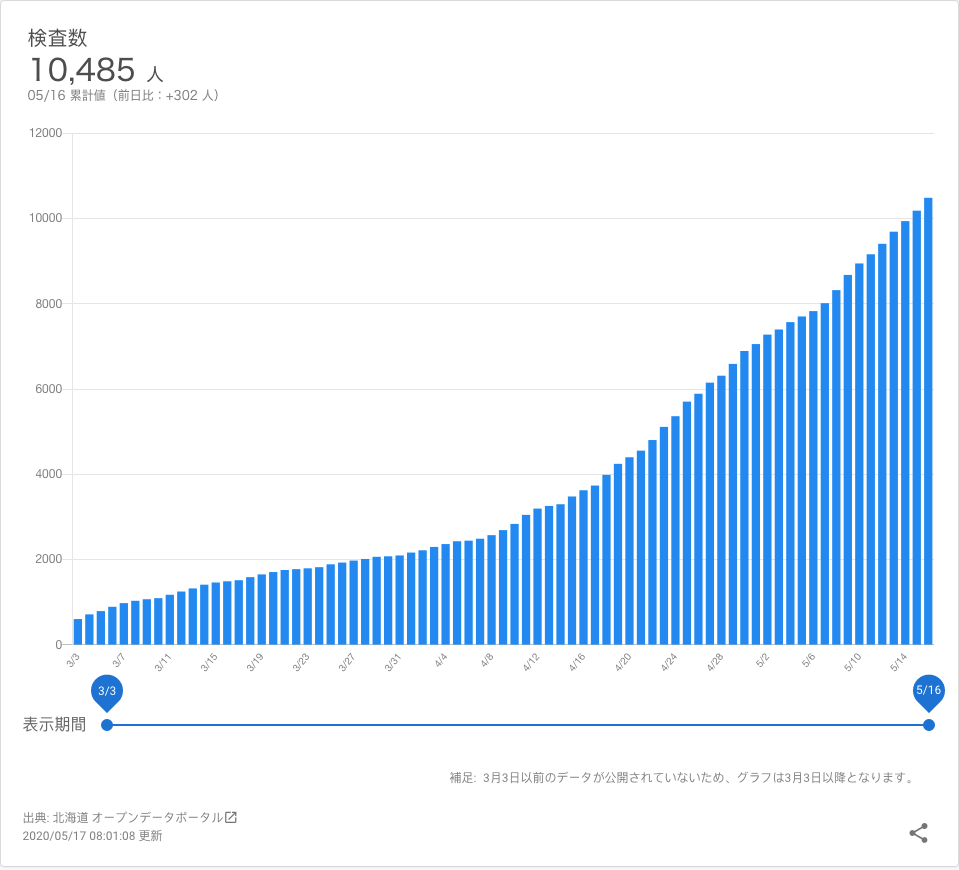 検査数
10,485 人
05/16 累計値（前日比：+302 人）
12000
10000
8000
6000
4000
2000
0
3/3 3/7 3/11 3/15 3/19 3/23 3/27 3/31 4/4 4/8 4/12 4/16 4/20 4/24 4/28 5/2 5/6 5/10 5/14
3/3 5/16
表示期間
補足: 3月3日以前のデータが公開されていないため、グラフは3月3日以降となります。
出典: 北海道 オープンデータポータル
2020/05/17 08:01:08 更新